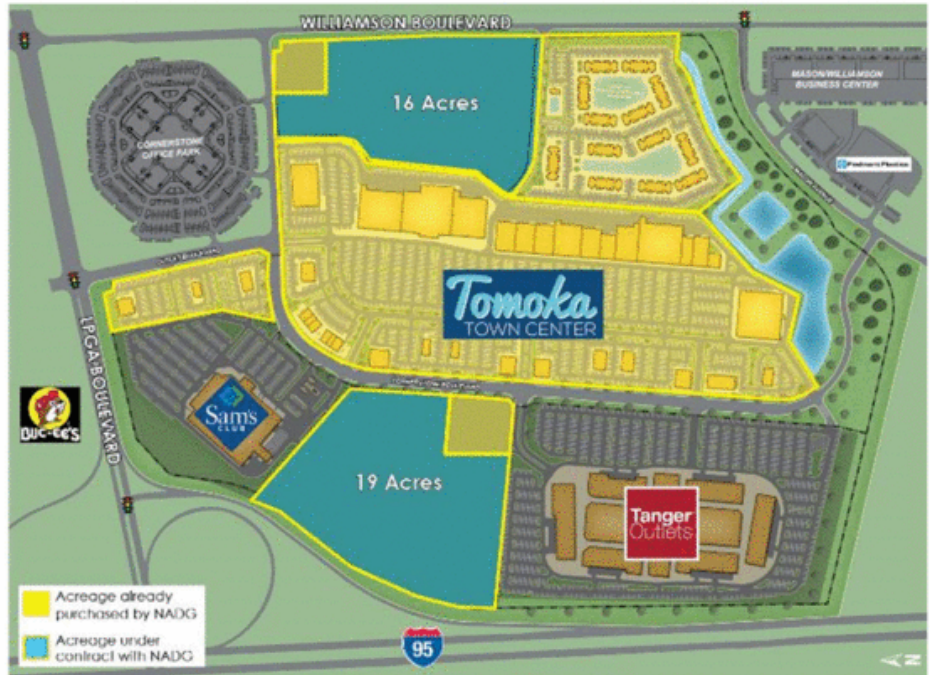 WILLIAMSON BOULEVARD
MASON/WILLIAMSON
BUSINESS CENTER
16 Acres
CORNERSTONE
OFFICE PARK
Tomoka
TOWN CENTER
LPGA BOULEVARD
BUC-EE'S
Sam's
CLUB
19 Acres
Tanger
Outlets
Acreage already
purchased by NADG
Acreage under
contract with NADG
95
N